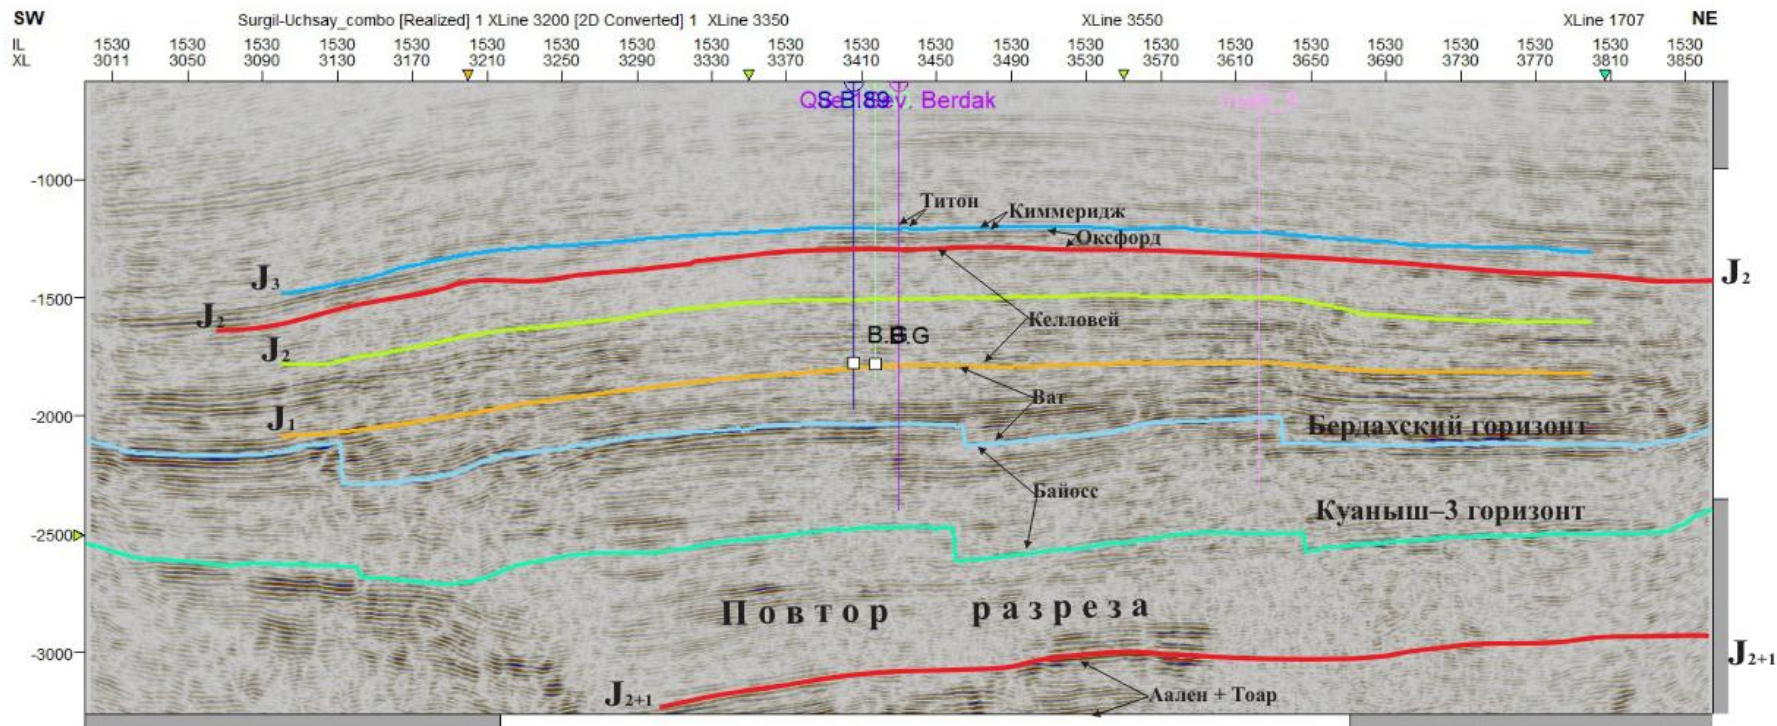 SW Surgil-Uchsay_combo [Realized] 1 XLine 3200 [2D Converted] 1 XLine 3350 XLine 3550 XLine 1707 NE
IL 1530 1530 1530 1530 1530 1530 1530 1530 1530 1530 1530 1530 1530 1530 1530 1530 1530 1530 1530 1530 1530 1530
XL 3011 3050 3090 3130 3170 3210 3250 3290 3330 3370 3410 3450 3490 3530 3570 3610 3650 3690 3730 3770 3810 3850
Berdak
-1000
Титон
Киммеридж
Оксфорд
J3
J2
-1500
J2
Келловей
B.G
J2
Ват
J1
-2000
Бердахский горизонт
Байосс
Куаныш–3 горизонт
-2500
Повтор разреза
-3000
J2+1
J2+1
Аален + Тоар